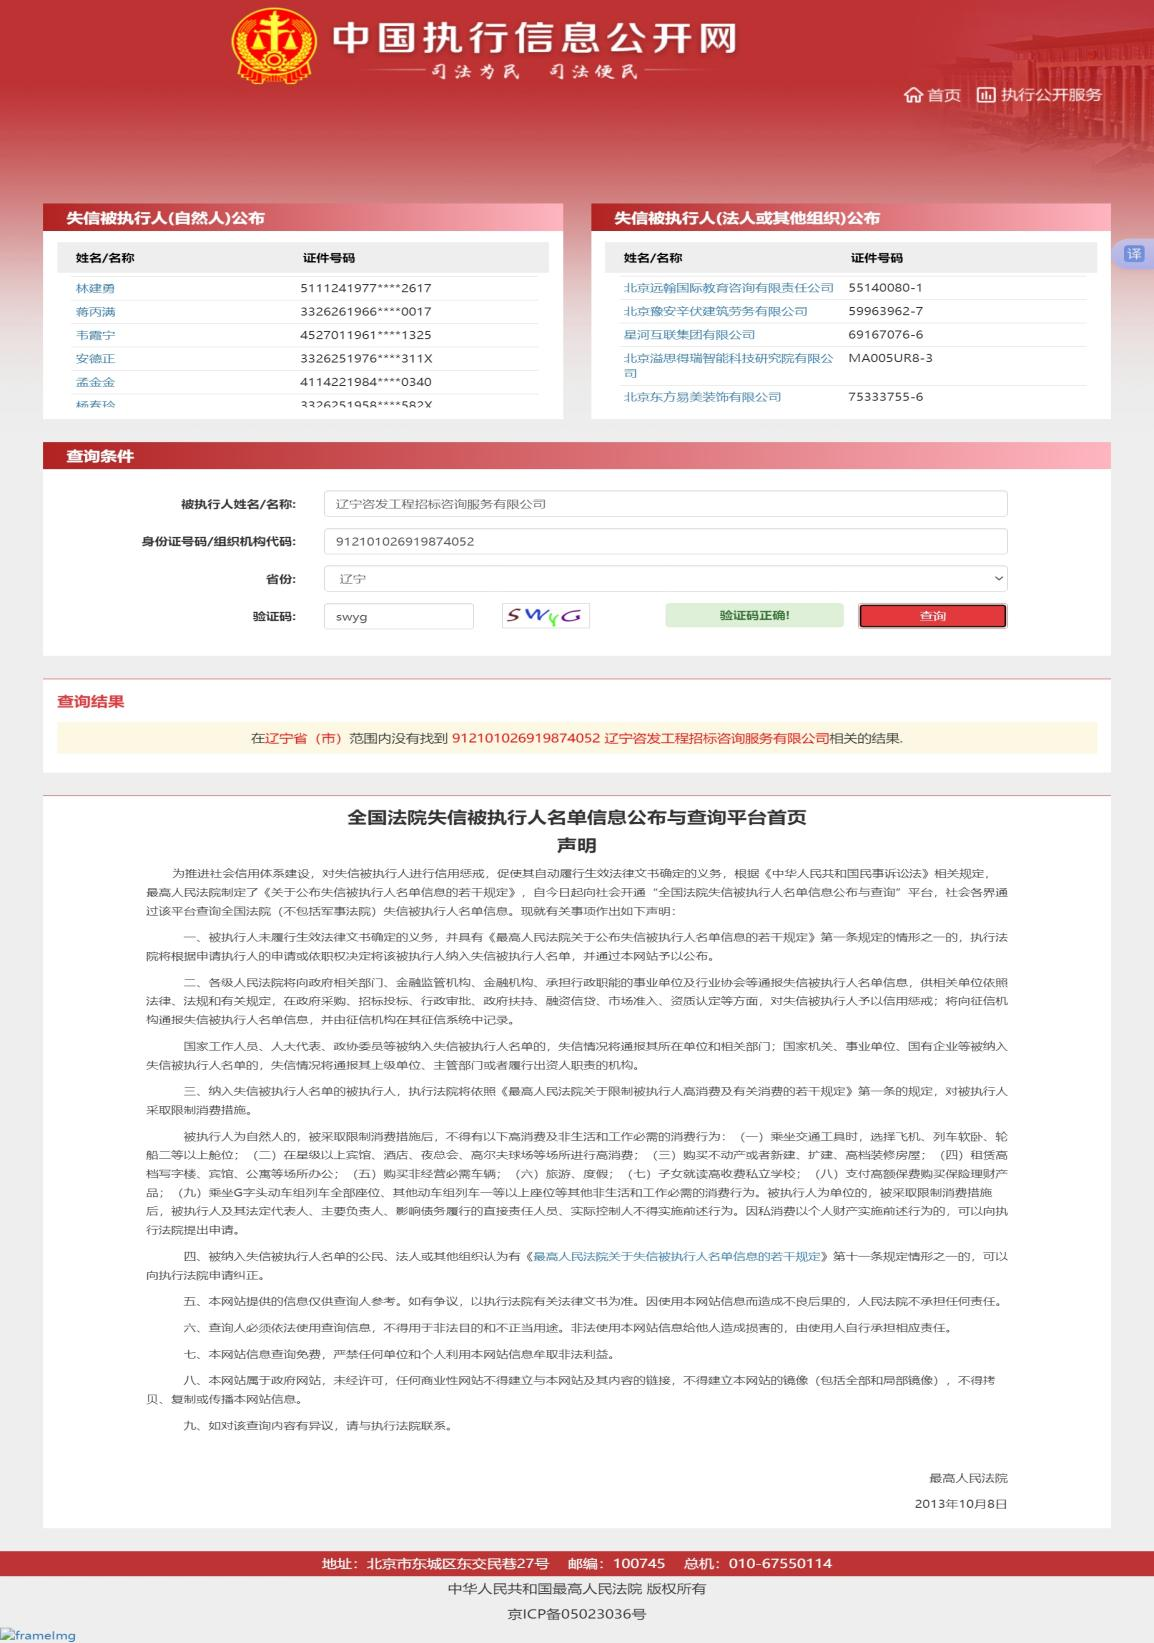 中国执行信息公开网
司法为民 司法便民
首页 执行公开服务
失信被执行人(自然人)公布
姓名/名称 证件号码
林建勇 5111241977****2617
蒋丙满 3326261966****0017
韦霞宁 4527011961****1325
安德正 3326251976****311X
孟金金 4114221984****0340
杨春玲 3326251958****582X
失信被执行人(法人或其他组织)公布
姓名/名称 证件号码
北京远翰国际教育咨询有限责任公司 55140080-1
北京豫安辛伏建筑劳务有限公司 59963962-7
星河互联集团有限公司 69167076-6
北京溢思得瑞智能科技研究院有限公 MA005UR8-3
司
北京东方易美装饰有限公司 75333755-6
译
查询条件
被执行人姓名/名称: 辽宁咨发工程招标咨询服务有限公司
身份证号码/组织机构代码: 912101026919874052
省份: 辽宁
验证码: swyg SWyG 验证码正确! 查询
查询结果
在辽宁省（市）范围内没有找到 912101026919874052 辽宁咨发工程招标咨询服务有限公司相关的结果.
全国法院失信被执行人名单信息公布与查询平台首页
声明
为推进社会信用体系建设，对失信被执行人进行信用惩戒，促使其自动履行生效法律文书确定的义务，根据《中华人民共和国民事诉讼法》相关规定，
最高人民法院制定了《关于公布失信被执行人名单信息的若干规定》，自今日起向社会开通“全国法院失信被执行人名单信息公布与查询”平台，社会各界通
过该平台查询全国法院（不包括军事法院）失信被执行人名单信息。现就有关事项作出如下声明：
一、被执行人未履行生效法律文书确定的义务，并具有《最高人民法院关于公布失信被执行人名单信息的若干规定》第一条规定的情形之一的，执行法
院将根据申请执行人的申请或依职权决定将该被执行人纳入失信被执行人名单，并通过本网站予以公布。
二、各级人民法院将向政府相关部门、金融监管机构、金融机构、承担行政职能的事业单位及行业协会等通报失信被执行人名单信息，供相关单位依照
法律、法规和有关规定，在政府采购、招标投标、行政审批、政府扶持、融资信贷、市场准入、资质认定等方面，对失信被执行人予以信用惩戒；将向征信机
构通报失信被执行人名单信息，并由征信机构在其征信系统中记录。
国家工作人员、人大代表、政协委员等被纳入失信被执行人名单的，失信情况将通报其所在单位和相关部门；国家机关、事业单位、国有企业等被纳入
失信被执行人名单的，失信情况将通报其上级单位、主管部门或者履行出资人职责的机构。
三、纳入失信被执行人名单的被执行人，执行法院将依照《最高人民法院关于限制被执行人高消费及有关消费的若干规定》第一条的规定，对被执行人
采取限制消费措施。
被执行人为自然人的，被采取限制消费措施后，不得有以下高消费及非生活和工作必需的消费行为：（一）乘坐交通工具时，选择飞机、列车软卧、轮
船二等以上舱位；（二）在星级以上宾馆、酒店、夜总会、高尔夫球场等场所进行高消费；（三）购买不动产或者新建、扩建、高档装修房屋；（四）租赁高
档写字楼、宾馆、公寓等场所办公；（五）购买非经营必需车辆；（六）旅游、度假；（七）子女就读高收费私立学校；（八）支付高额保费购买保险理财产
品；（九）乘坐G字头动车组列车全部座位、其他动车组列车一等以上座位等其他非生活和工作必需的消费行为。被执行人为单位的，被采取限制消费措施
后，被执行人及其法定代表人、主要负责人、影响债务履行的直接责任人员、实际控制人不得实施前述行为。因私消费以个人财产实施前述行为的，可以向执
行法院提出申请。
四、被纳入失信被执行人名单的公民、法人或其他组织认为有《最高人民法院关于失信被执行人名单信息的若干规定》第十一条规定情形之一的，可以
向执行法院申请纠正。
五、本网站提供的信息仅供查询人参考。如有争议，以执行法院有关法律文书为准。因使用本网站信息而造成不良后果的，人民法院不承担任何责任。
六、查询人必须依法使用查询信息，不得用于非法目的和不正当用途。非法使用本网站信息给他人造成损害的，由使用人自行承担相应责任。
七、本网站信息查询免费，严禁任何单位和个人利用本网站信息牟取非法利益。
八、本网站属于政府网站，未经许可，任何商业性网站不得建立与本网站及其内容的链接，不得建立本网站的镜像（包括全部和局部镜像），不得拷
贝、复制或传播本网站信息。
九、如对该查询内容有异议，请与执行法院联系。
最高人民法院
2013年10月8日
地址：北京市东城区东交民巷27号 邮编：100745 总机：010-67550114
中华人民共和国最高人民法院 版权所有
京ICP备05023036号
frameImg